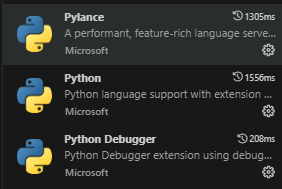 Pylance 1305ms
A performant, feature-rich language serve...
Microsoft
Python 1556ms
Python language support with extension ...
Microsoft
Python Debugger 208ms
Python Debugger extension using debug...
Microsoft